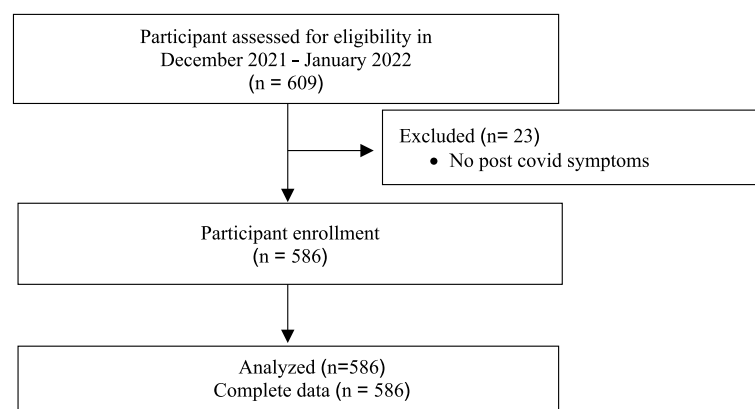 Participant assessed for eligibility in
December 2021 - January 2022
(n = 609)
Excluded (n= 23)
• No post covid symptoms
Participant enrollment
(n = 586)
Analyzed (n=586)
Complete data (n = 586)